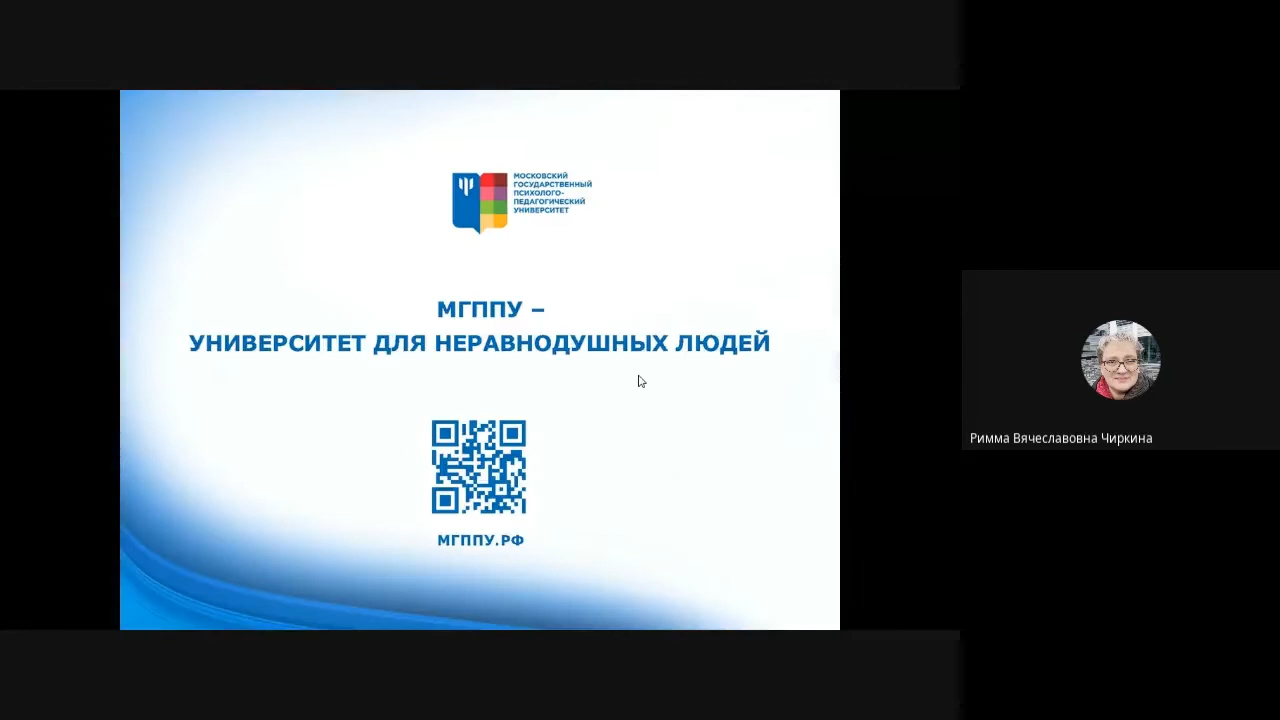 МОСКОВСКИЙ
ГОСУДАРСТВЕННЫЙ
ПСИХОЛОГО-
ПЕДАГОГИЧЕСКИЙ
УНИВЕРСИТЕТ
МГППУ –
УНИВЕРСИТЕТ ДЛЯ НЕРАВНОДУШНЫХ ЛЮДЕЙ
МГППУ.РФ
Римма Вячеславовна Чиркина